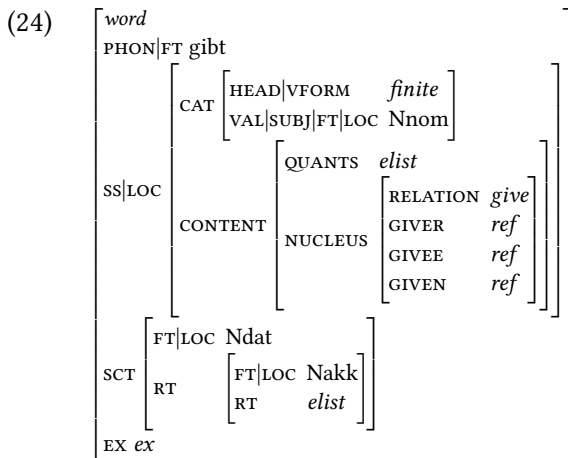 (24)
word
PHON|FT gibt
HEAD|VFORM finite
CAT
VAL|SUBJ|FT|LOC Nnom
QUANTS elist
RELATION give
SS|LOC
GIVER ref
CONTENT
NUCLEUS
GIVEE ref
GIVEN ref
FT|LOC Ndat
SCT
FT|LOC Nakk
RT
RT elist
EX ex